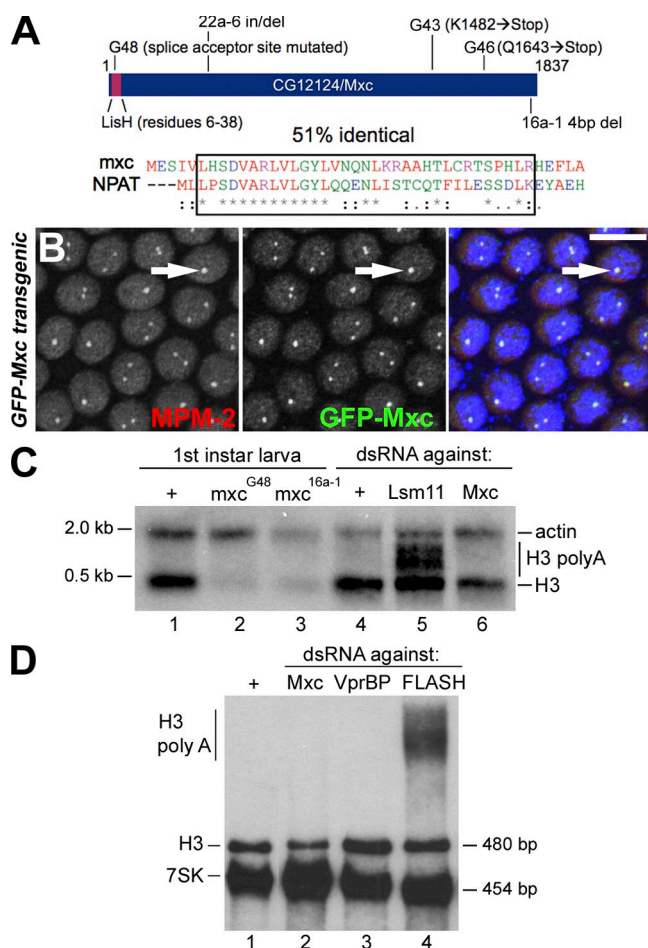 A
22a-6 in/del
G43 (K1482→Stop)
G48 (splice acceptor site mutated)
G46 (Q1643→Stop)
1
1837
CG12124/Mxc
LisH (residues 6-38)
16a-1 4bp del
51% identical
mxc MESIVLHSDVARLVLGYLVNQNLKRAAHTLCRTSPHLRHEFLA
NPAT ---MLLPSDVARLVLGYLQQENLISTCQTFILESSDLKEYAEH
B
GFP-Mxc transgenic
MPM-2
GFP-Mxc
C
1st instar larva
dsRNA against:
+ mxc^G48 mxc^16a-1 + Lsm11 Mxc
2.0 kb
actin
H3 polyA
0.5 kb
H3
1 2 3 4 5 6
D
dsRNA against:
+ Mxc VprBP FLASH
H3
poly A
H3
480 bp
7SK
454 bp
1 2 3 4